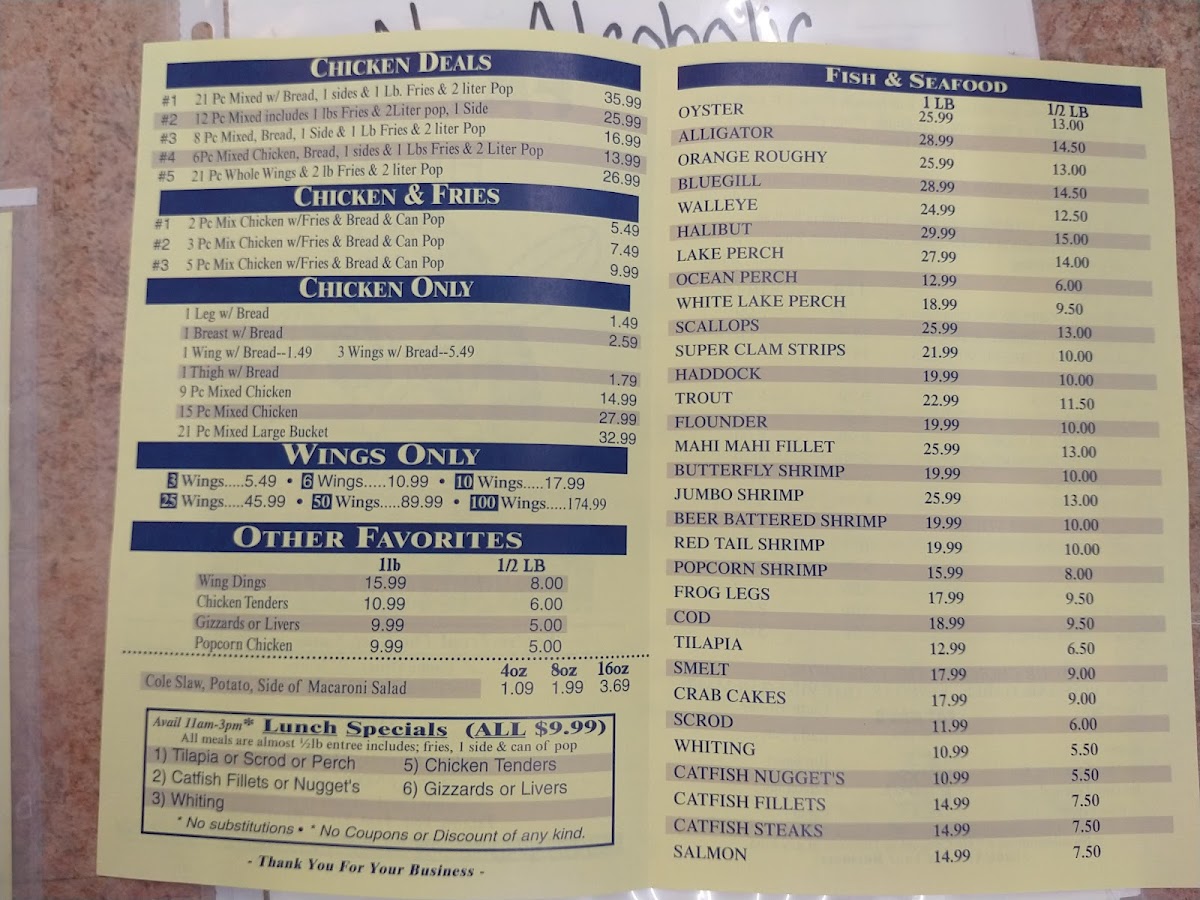 No Alcoholic
CHICKEN DEALS
#1 21 Pc Mixed w/ Bread, 1 sides & 1 Lb. Fries & 2 liter Pop 35.99
#2 12 Pc Mixed includes 1 lbs Fries & 2Liter pop, 1 Side 25.99
#3 8 Pc Mixed, Bread, 1 Side & 1 Lb Fries & 2 liter Pop 16.99
#4 6Pc Mixed Chicken, Bread, 1 sides & 1 Lbs Fries & 2 Liter Pop 13.99
#5 21 Pc Whole Wings & 2 lb Fries & 2 liter Pop 26.99
CHICKEN & FRIES
#1 2 Pc Mix Chicken w/Fries & Bread & Can Pop 5.49
#2 3 Pc Mix Chicken w/Fries & Bread & Can Pop 7.49
#3 5 Pc Mix Chicken w/Fries & Bread & Can Pop 9.99
CHICKEN ONLY
1 Leg w/ Bread 1.49
1 Breast w/ Bread 2.59
1 Wing w/ Bread--1.49 3 Wings w/ Bread--5.49
1 Thigh w/ Bread 1.79
9 Pc Mixed Chicken 14.99
15 Pc Mixed Chicken 27.99
21 Pc Mixed Large Bucket 32.99
WINGS ONLY
3 Wings.....5.49 • 6 Wings.....10.99 • 10 Wings.....17.99
25 Wings.....45.99 • 50 Wings.....89.99 • 100 Wings.....174.99
OTHER FAVORITES
1lb 1/2 LB
Wing Dings 15.99 8.00
Chicken Tenders 10.99 6.00
Gizzards or Livers 9.99 5.00
Popcorn Chicken 9.99 5.00
4oz 8oz 16oz
Cole Slaw, Potato, Side of Macaroni Salad 1.09 1.99 3.69
Avail 11am-3pm** Lunch Specials (ALL $9.99)
All meals are almost ½lb entree includes; fries, 1 side & can of pop
1) Tilapia or Scrod or Perch 5) Chicken Tenders
2) Catfish Fillets or Nugget's 6) Gizzards or Livers
3) Whiting
* No substitutions • * No Coupons or Discount of any kind.
- Thank You For Your Business -
FISH & SEAFOOD
1 LB 1/2 LB
OYSTER 25.99 13.00
ALLIGATOR 28.99 14.50
ORANGE ROUGHY 25.99 13.00
BLUEGILL 28.99 14.50
WALLEYE 24.99 12.50
HALIBUT 29.99 15.00
LAKE PERCH 27.99 14.00
OCEAN PERCH 12.99 6.00
WHITE LAKE PERCH 18.99 9.50
SCALLOPS 25.99 13.00
SUPER CLAM STRIPS 21.99 10.00
HADDOCK 19.99 10.00
TROUT 22.99 11.50
FLOUNDER 19.99 10.00
MAHI MAHI FILLET 25.99 13.00
BUTTERFLY SHRIMP 19.99 10.00
JUMBO SHRIMP 25.99 13.00
BEER BATTERED SHRIMP 19.99 10.00
RED TAIL SHRIMP 19.99 10.00
POPCORN SHRIMP 15.99 8.00
FROG LEGS 17.99 9.50
COD 18.99 9.50
TILAPIA 12.99 6.50
SMELT 17.99 9.00
CRAB CAKES 17.99 9.00
SCROD 11.99 6.00
WHITING 10.99 5.50
CATFISH NUGGET'S 10.99 5.50
CATFISH FILLETS 14.99 7.50
CATFISH STEAKS 14.99 7.50
SALMON 14.99 7.50